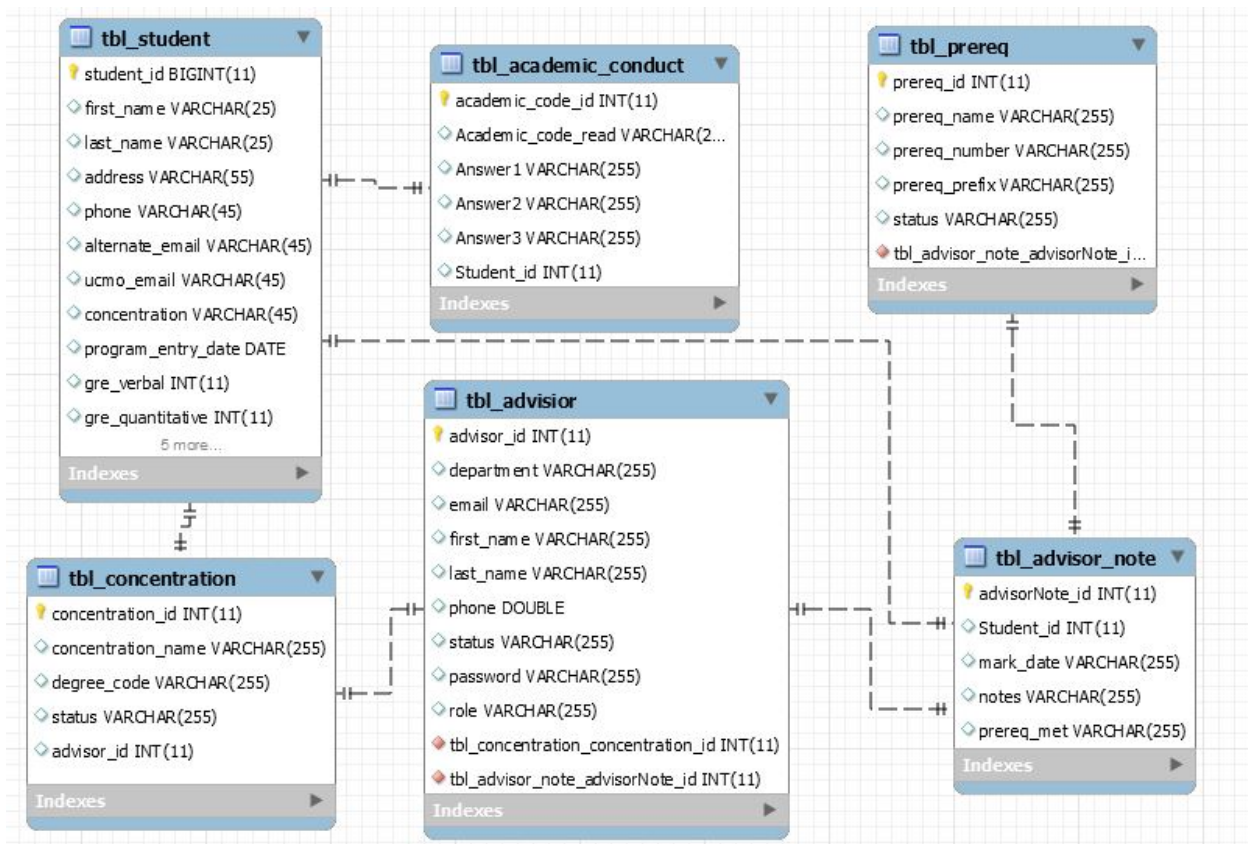 tbl_student
student_id BIGINT(11)
first_name VARCHAR(25)
last_name VARCHAR(25)
address VARCHAR(55)
phone VARCHAR(45)
alternate_email VARCHAR(45)
ucmo_email VARCHAR(45)
concentration VARCHAR(45)
program_entry_date DATE
gre_verbal INT(11)
gre_quantitative INT(11)
5 more...
Indexes
tbl_academic_conduct
academic_code_id INT(11)
Academic_code_read VARCHAR(2...
Answer1 VARCHAR(255)
Answer2 VARCHAR(255)
Answer3 VARCHAR(255)
Student_id INT(11)
Indexes
tbl_prereq
prereq_id INT(11)
prereq_name VARCHAR(255)
prereq_number VARCHAR(255)
prereq_prefix VARCHAR(255)
status VARCHAR(255)
tbl_advisor_note_advisorNote_i...
Indexes
tbl_concentration
concentration_id INT(11)
concentration_name VARCHAR(255)
degree_code VARCHAR(255)
status VARCHAR(255)
advisor_id INT(11)
Indexes
tbl_advisior
advisor_id INT(11)
department VARCHAR(255)
email VARCHAR(255)
first_name VARCHAR(255)
last_name VARCHAR(255)
phone DOUBLE
status VARCHAR(255)
password VARCHAR(255)
role VARCHAR(255)
tbl_concentration_concentration_id INT(11)
tbl_advisor_note_advisorNote_id INT(11)
Indexes
tbl_advisor_note
advisorNote_id INT(11)
Student_id INT(11)
mark_date VARCHAR(255)
notes VARCHAR(255)
prereq_met VARCHAR(255)
Indexes